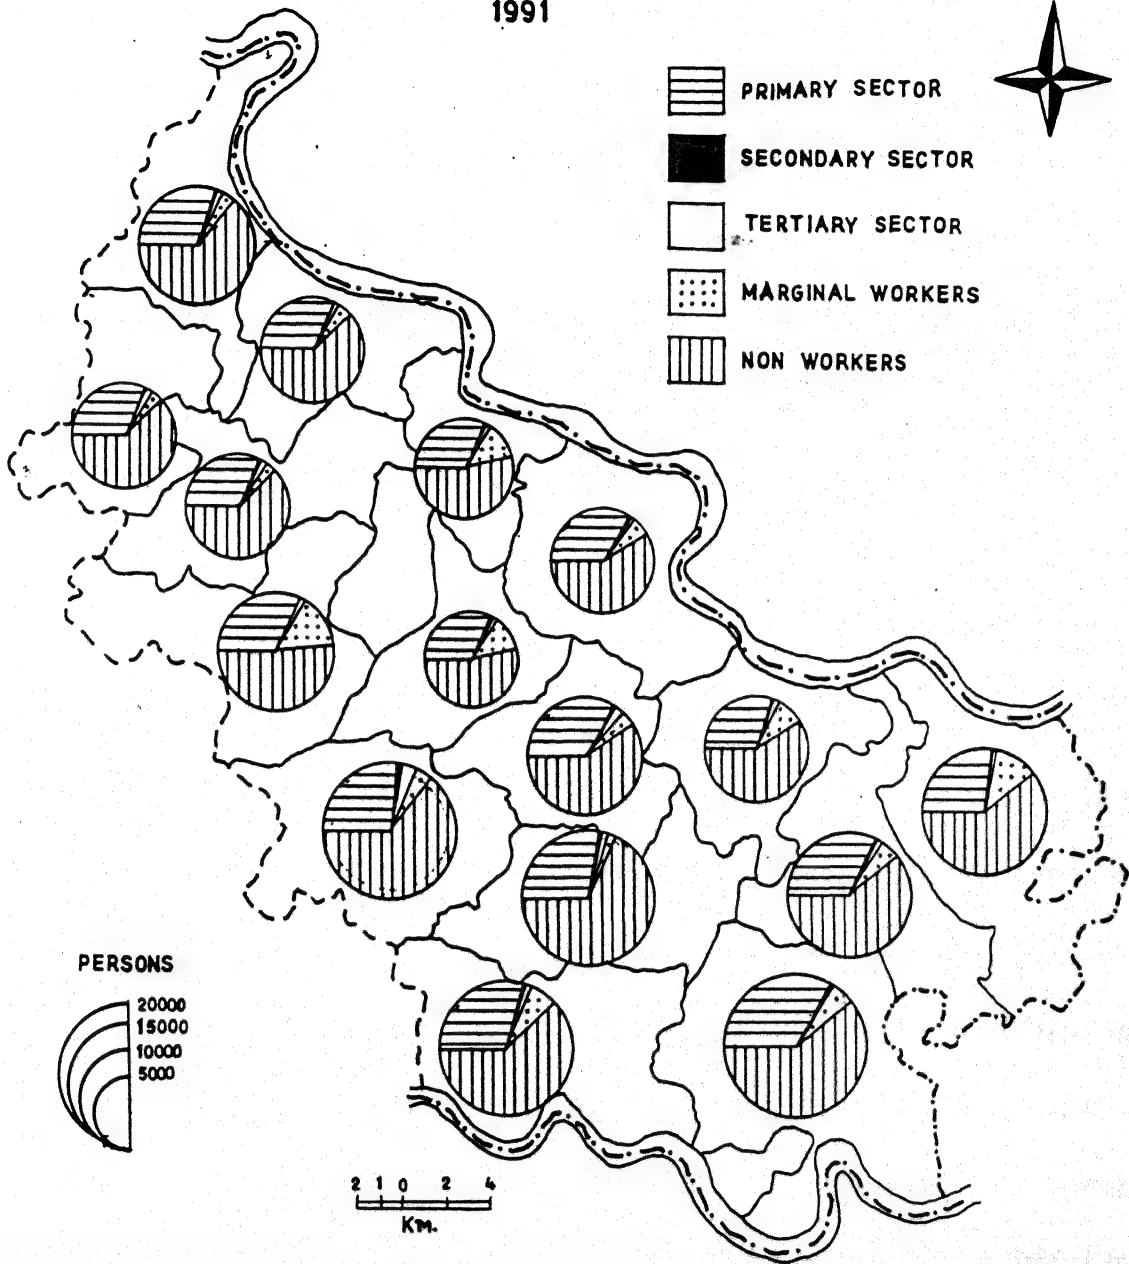 1991
PRIMARY SECTOR
SECONDARY SECTOR
TERTIARY SECTOR
MARGINAL WORKERS
NON WORKERS
PERSONS
20000
15000
10000
5000
2 1 0 2 4
KM.